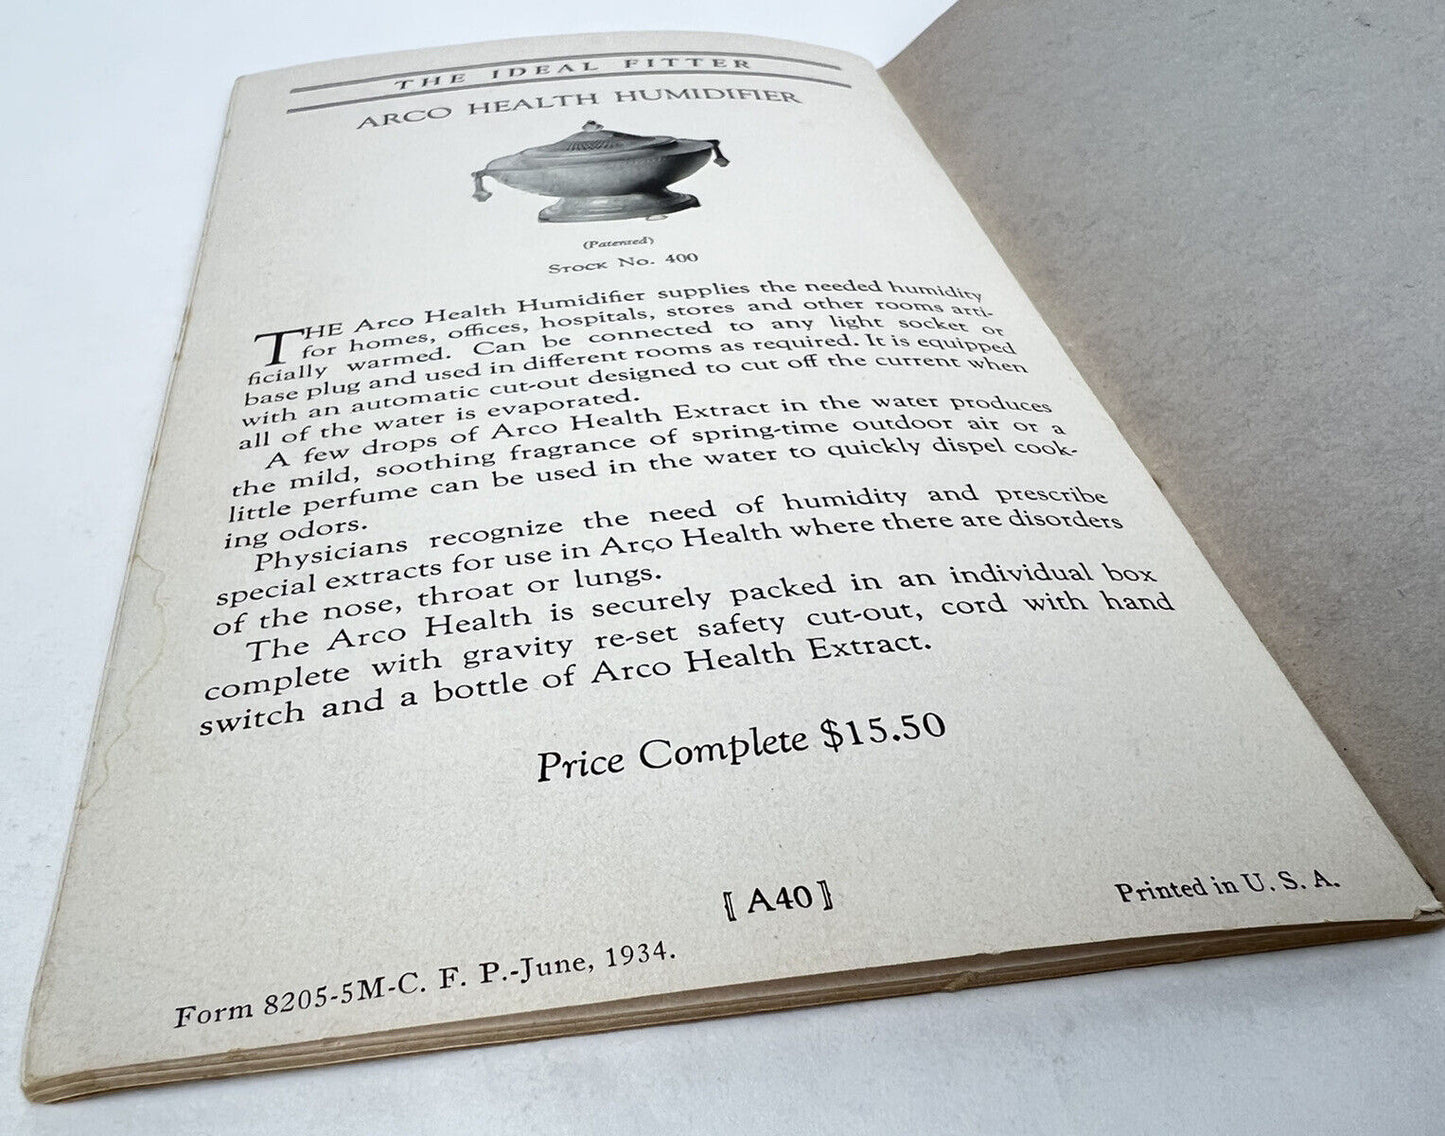 THE IDEAL FITTER
ARCO HEALTH HUMIDIFIER
(Patented)
STOCK NO. 400
THE Arco Health Humidifier supplies the needed humidity
for homes, offices, hospitals, stores and other rooms arti-
ficially warmed. Can be connected to any light socket or
base plug and used in different rooms as required. It is equipped
with an automatic cut-out designed to cut off the current when
all of the water is evaporated.
A few drops of Arco Health Extract in the water produces
the mild, soothing fragrance of spring-time outdoor air or a
little perfume can be used in the water to quickly dispel cook-
ing odors.
Physicians recognize the need of humidity and prescribe
special extracts for use in Arco Health where there are disorders
of the nose, throat or lungs.
The Arco Health is securely packed in an individual box
complete with gravity re-set safety cut-out, cord with hand
switch and a bottle of Arco Health Extract.
Price Complete $15.50
⟦ A40 ⟧
Printed in U. S. A.
Form 8205-5M-C. F. P.-June, 1934.